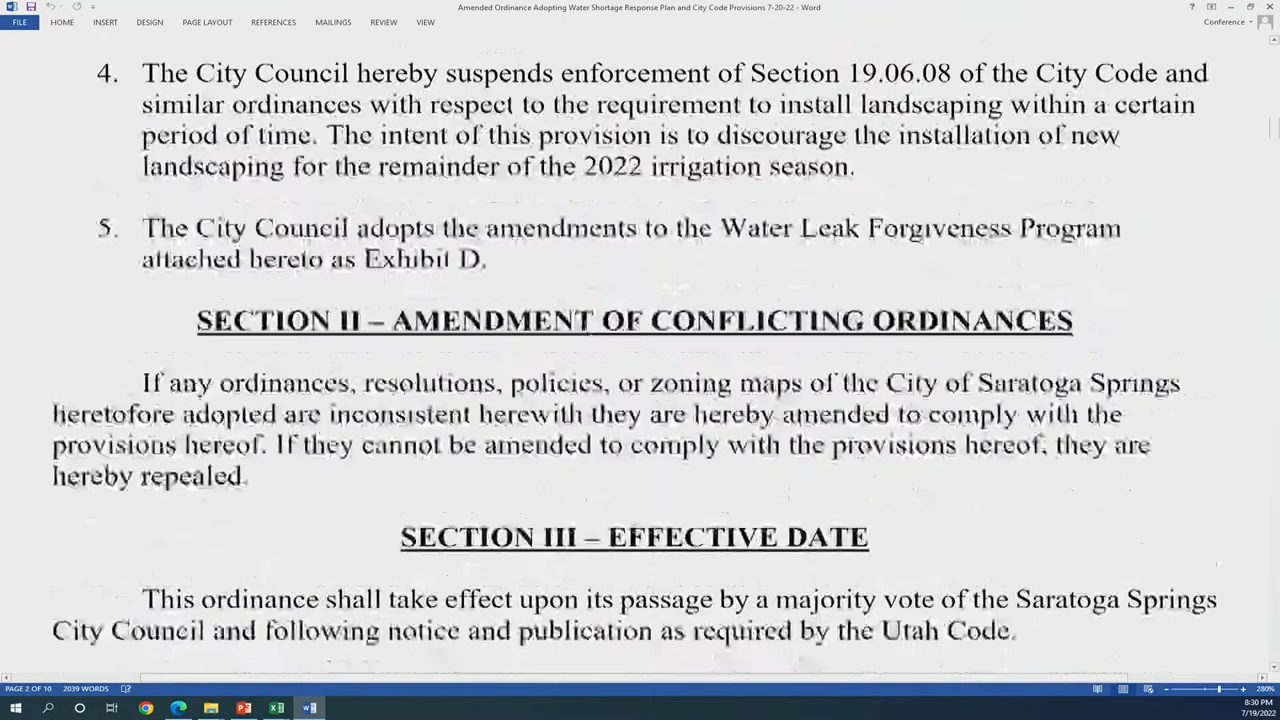 Amended Ordinance Adopting Water Shortage Response Plan and City Code Provisions 7-20-22 - Word
FILE HOME INSERT DESIGN PAGE LAYOUT REFERENCES MAILINGS REVIEW VIEW Conference
4. The City Council hereby suspends enforcement of Section 19.06.08 of the City Code and
similar ordinances with respect to the requirement to install landscaping within a certain
period of time. The intent of this provision is to discourage the installation of new
landscaping for the remainder of the 2022 irrigation season.
5. The City Council adopts the amendments to the Water Leak Forgiveness Program
attached hereto as Exhibit D.
SECTION II – AMENDMENT OF CONFLICTING ORDINANCES
If any ordinances, resolutions, policies, or zoning maps of the City of Saratoga Springs
heretofore adopted are inconsistent herewith they are hereby amended to comply with the
provisions hereof. If they cannot be amended to comply with the provisions hereof, they are
hereby repealed.
SECTION III – EFFECTIVE DATE
This ordinance shall take effect upon its passage by a majority vote of the Saratoga Springs
City Council and following notice and publication as required by the Utah Code.
PAGE 2 OF 10 2039 WORDS 280%
8:30 PM
7/19/2022